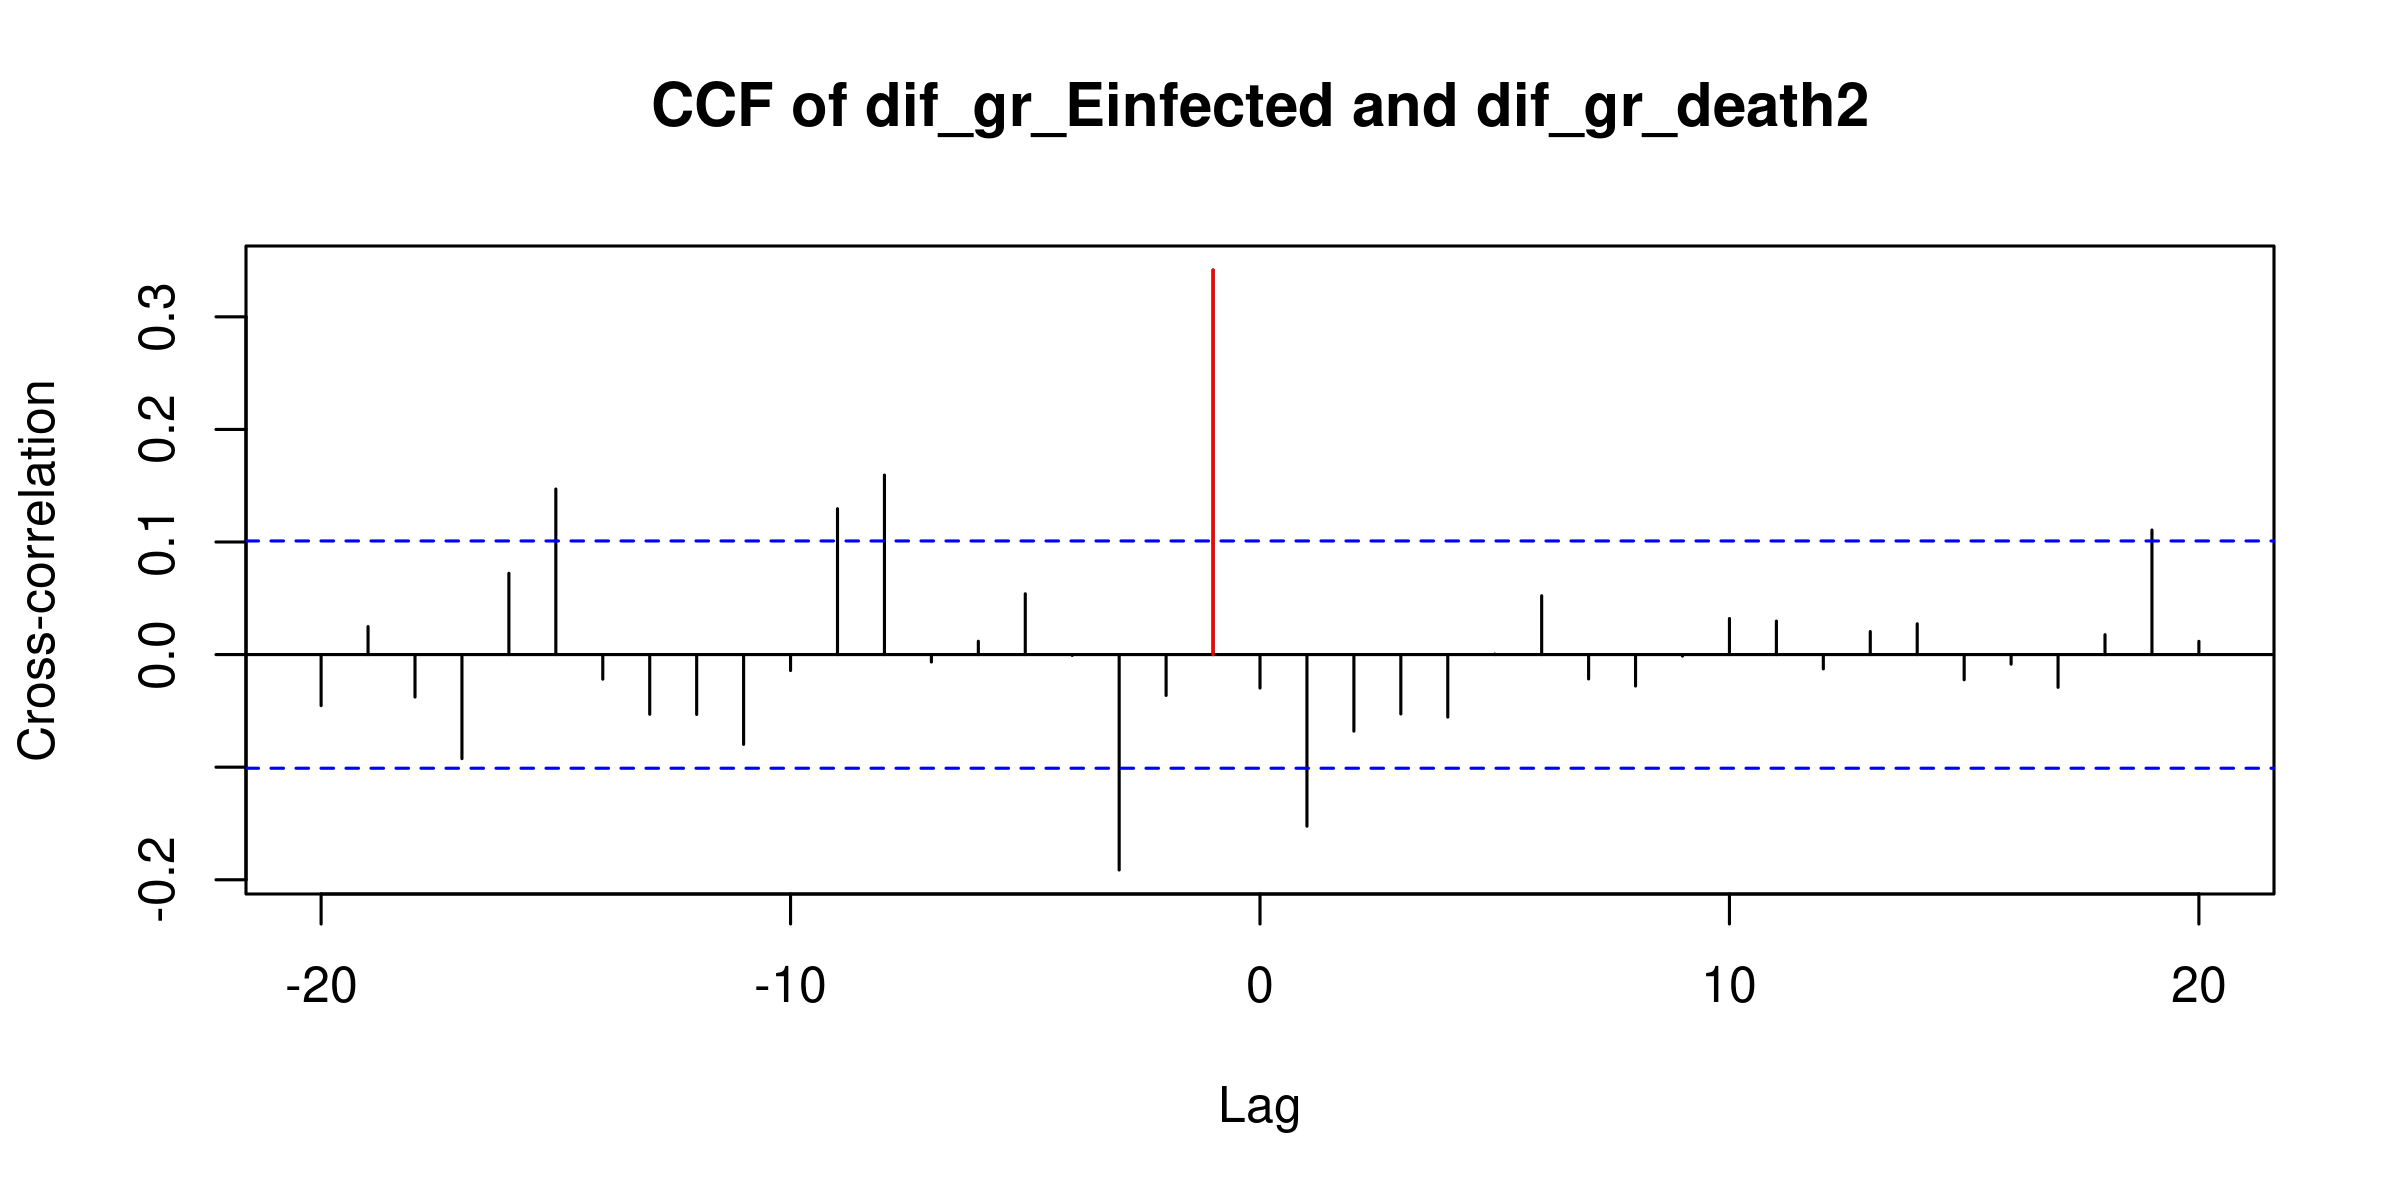 CCF of dif_gr_Einfected and dif_gr_death2
Cross-correlation
0.3
0.2
0.1
0.0
-0.2
-20 -10 0 10 20
Lag